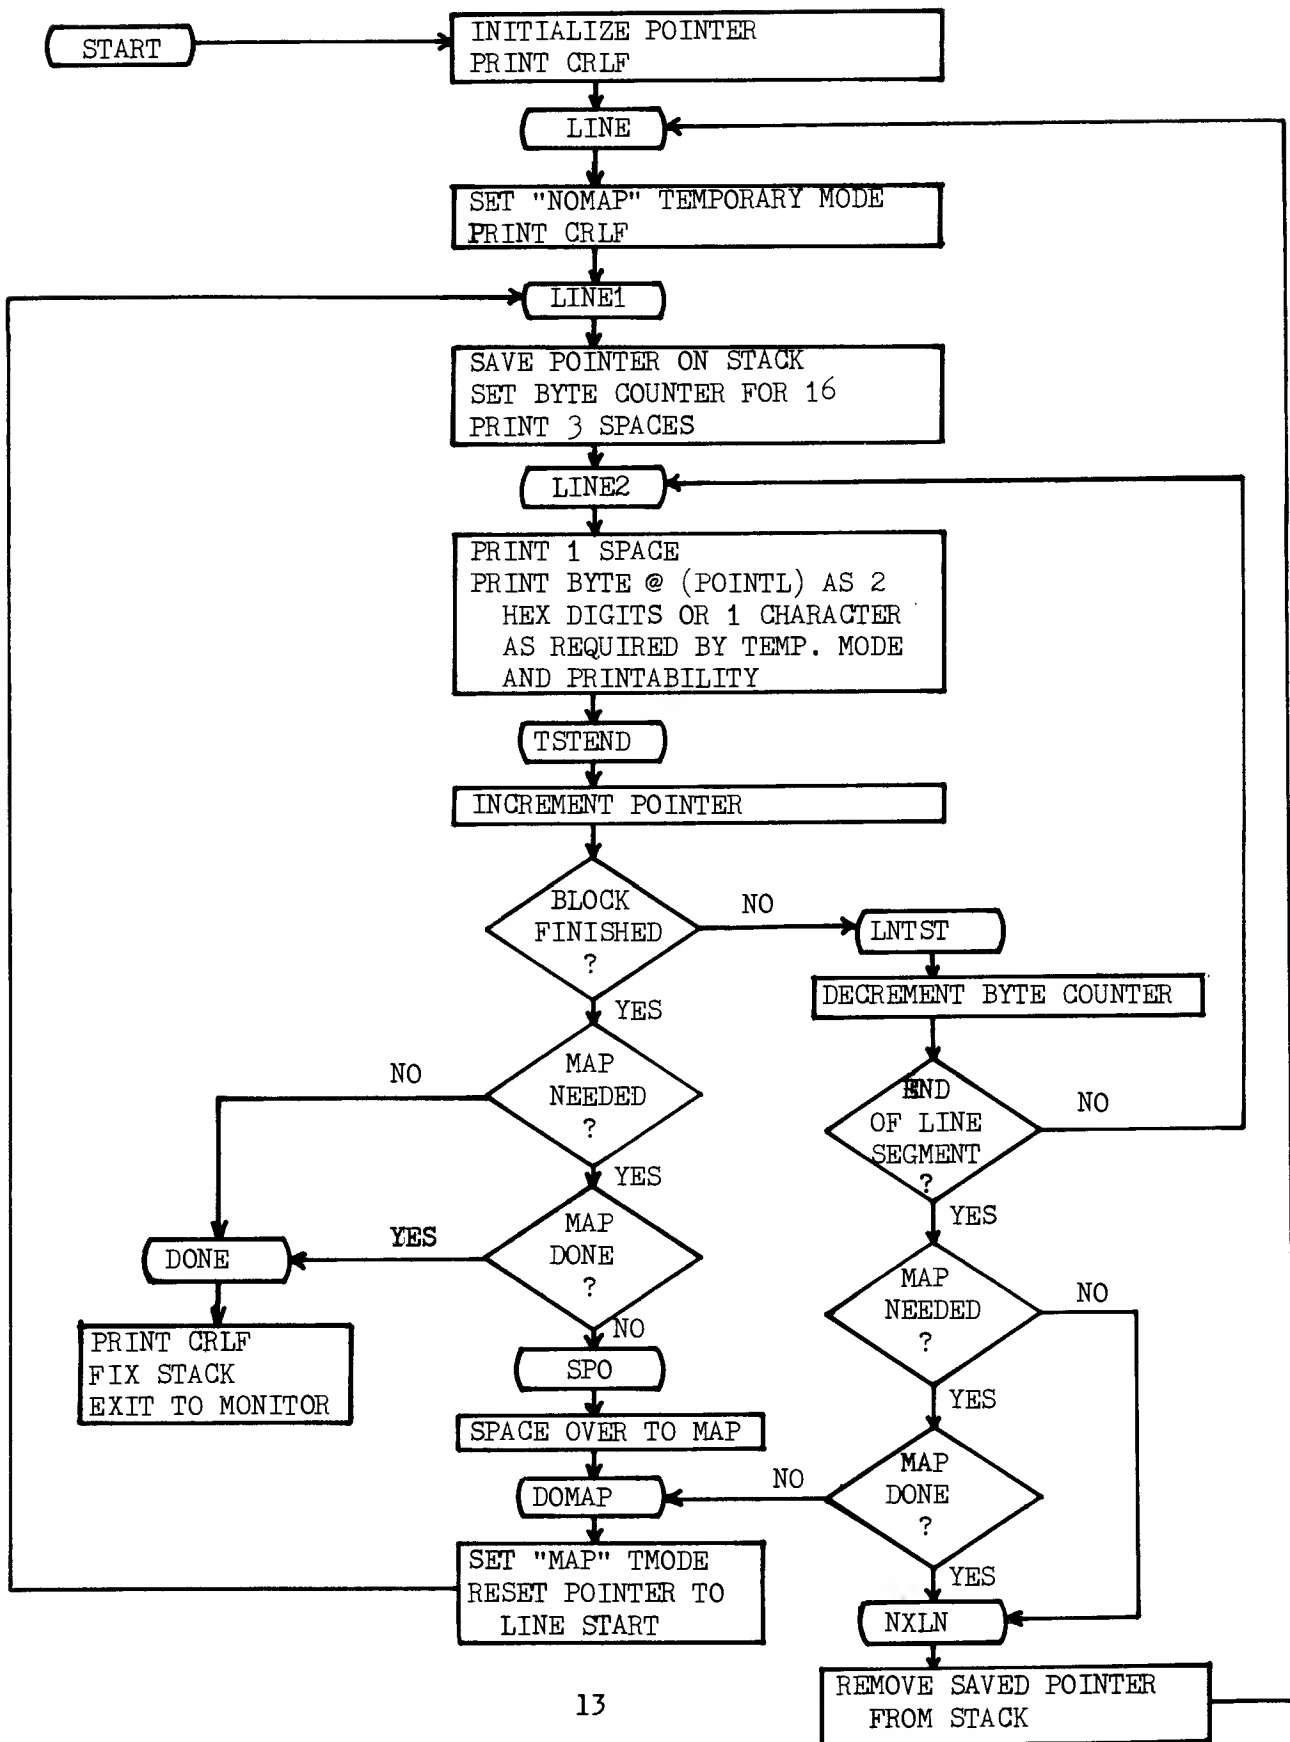 START
INITIALIZE POINTER
PRINT CRLF
LINE
SET "NOMAP" TEMPORARY MODE
PRINT CRLF
LINE1
SAVE POINTER ON STACK
SET BYTE COUNTER FOR 16
PRINT 3 SPACES
LINE2
PRINT 1 SPACE
PRINT BYTE @ (POINTL) AS 2
HEX DIGITS OR 1 CHARACTER
AS REQUIRED BY TEMP. MODE
AND PRINTABILITY
TSTEND
INCREMENT POINTER
BLOCK
FINISHED
?
NO
LNTST
DECREMENT BYTE COUNTER
YES
MAP
NEEDED
?
NO
END
OF LINE
SEGMENT
?
NO
YES
MAP
DONE
?
YES
DONE
PRINT CRLF
FIX STACK
EXIT TO MONITOR
YES
MAP
NEEDED
?
NO
NO
SPO
SPACE OVER TO MAP
YES
MAP
DONE
?
NO
DOMAP
SET "MAP" TMODE
RESET POINTER TO
LINE START
YES
NXLN
REMOVE SAVED POINTER
FROM STACK
13